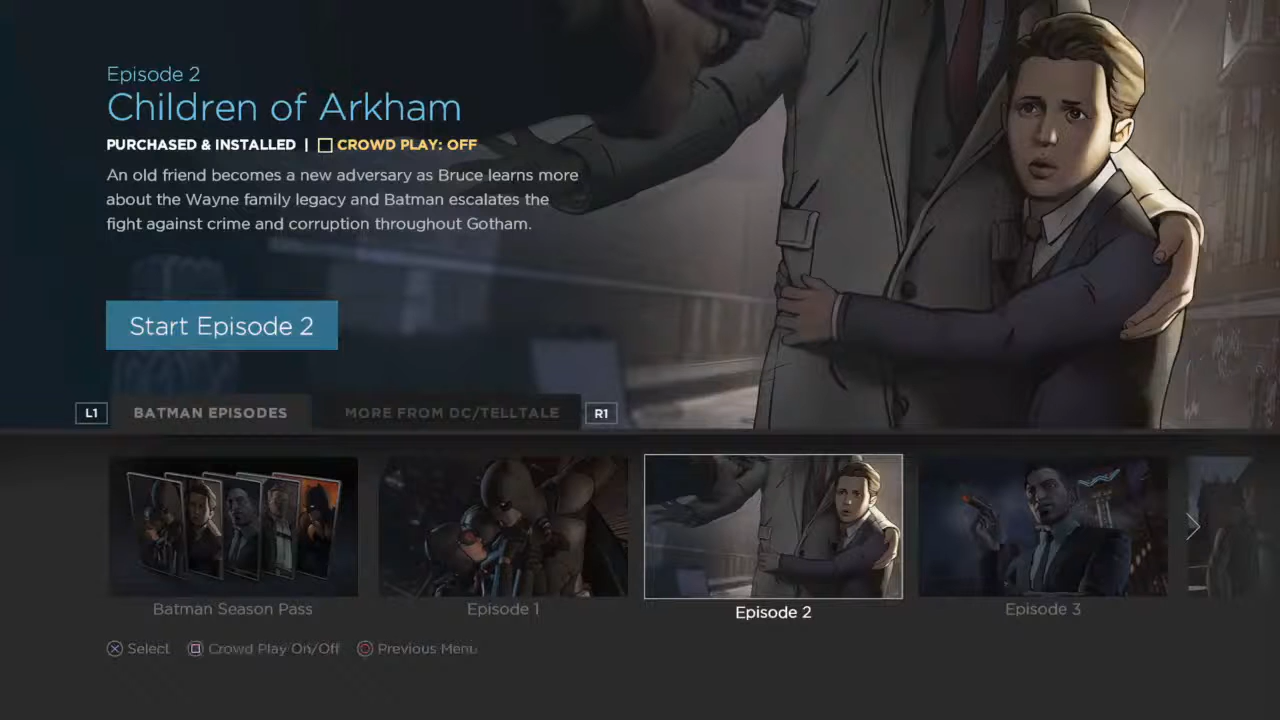 Episode 2
Children of Arkham
PURCHASED & INSTALLED | CROWD PLAY: OFF
An old friend becomes a new adversary as Bruce learns more
about the Wayne family legacy and Batman escalates the
fight against crime and corruption throughout Gotham.
Start Episode 2
L1 BATMAN EPISODES MORE FROM DC/TELLTALE R1
Batman Season Pass Episode 1 Episode 2 Episode 3
Select Crowd Play On/Off Previous Menu